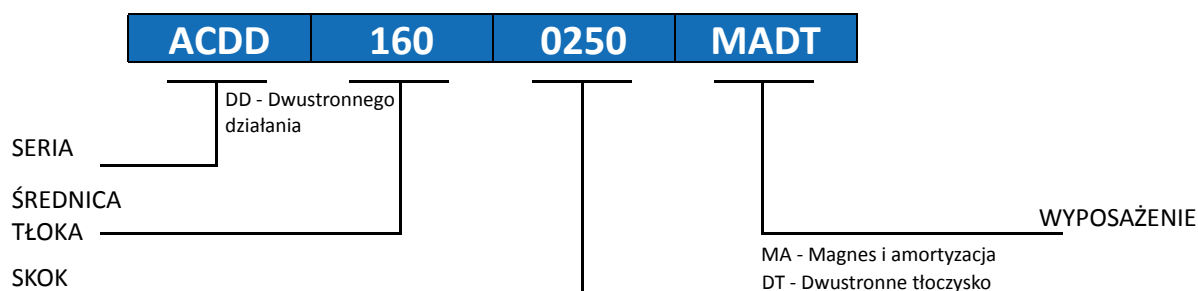 ACDD 160 0250 MADT
DD - Dwustronnego
działania
SERIA
ŚREDNICA
TŁOKA
WYPOSAŻENIE
MA - Magnes i amortyzacja
SKOK
DT - Dwustronne tłoczysko